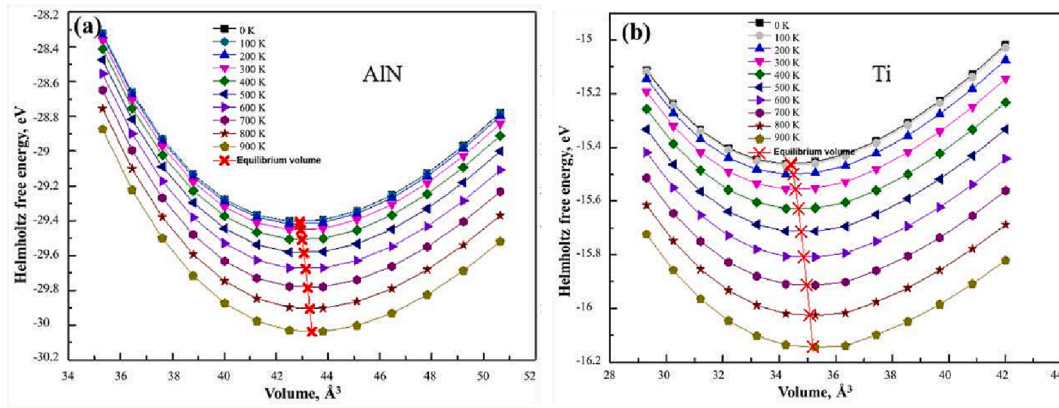 (a)
AlN
0 K
100 K
200 K
300 K
400 K
500 K
600 K
700 K
800 K
900 K
Equilibrium volume
Helmholtz free energy, eV
-28.2
-28.4
-28.6
-28.8
-29.0
-29.2
-29.4
-29.6
-29.8
-30.0
-30.2
34 36 38 40 42 44 46 48 50 52
Volume, Å³
(b)
Ti
0 K
100 K
200 K
300 K
400 K
500 K
600 K
700 K
800 K
900 K
Equilibrium volume
Helmholtz free energy, eV
-15
-15.2
-15.4
-15.6
-15.8
-16
-16.2
28 30 32 34 36 38 40 42 44
Volume, Å³